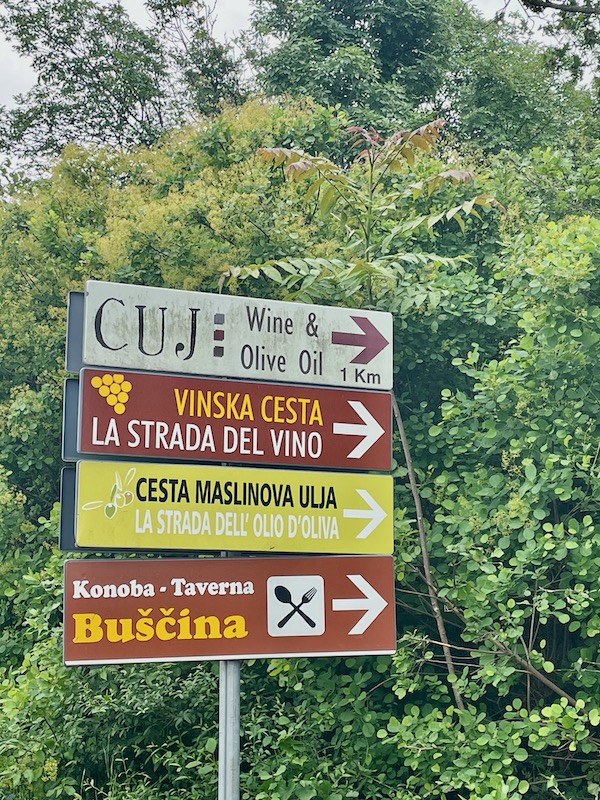 CUJ Wine &
Olive Oil
1 Km
VINSKA CESTA
LA STRADA DEL VINO
CESTA MASLINOVA ULJA
LA STRADA DELL' OLIO D'OLIVA
Konoba - Taverna
Buščina